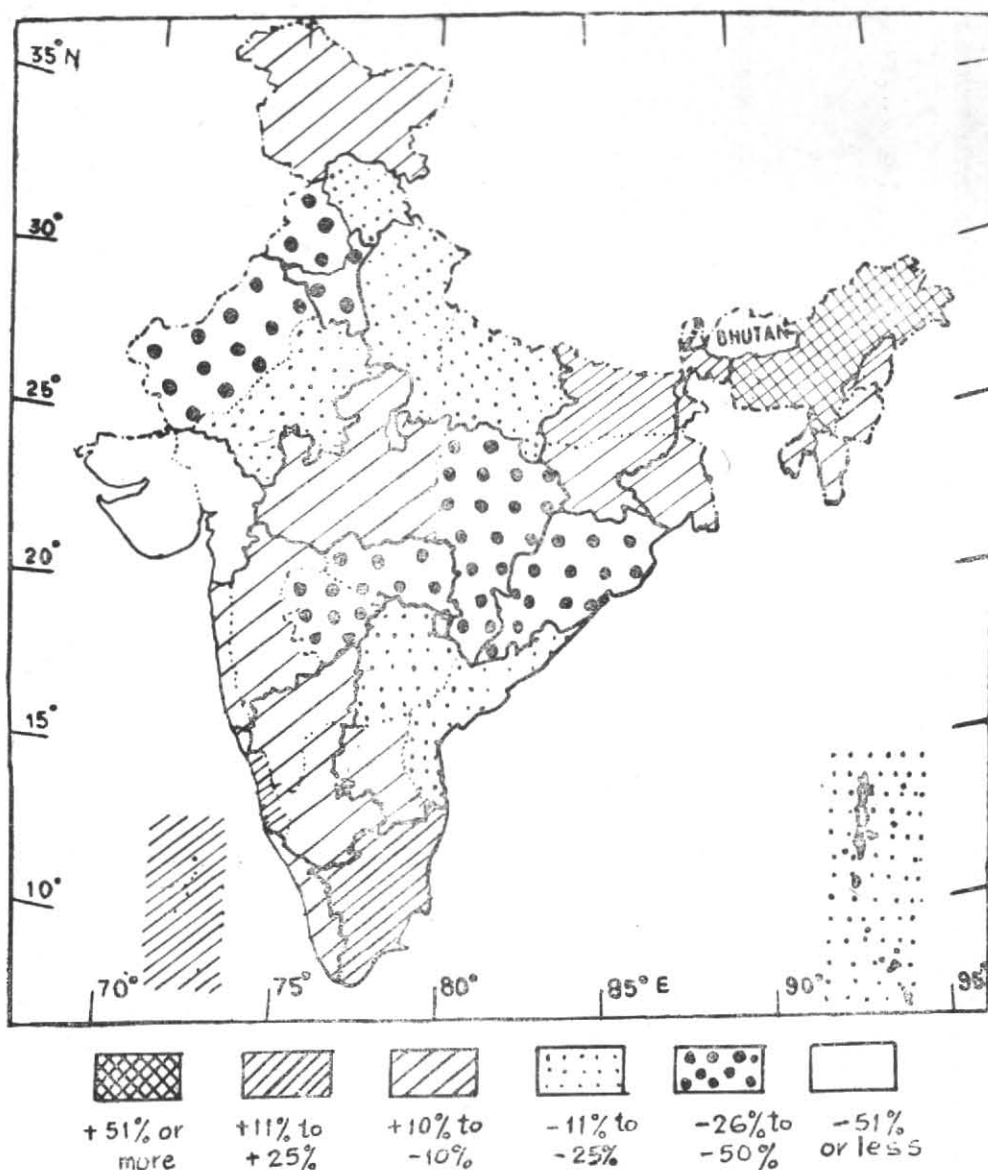 35° N
30°
25°
20°
15°
10°
BHUTAN
70° 75° 80° 85° E 90° 95°
+51% or more
+11% to +25%
+10% to -10%
-11% to -25%
-26% to -50%
-51% or less